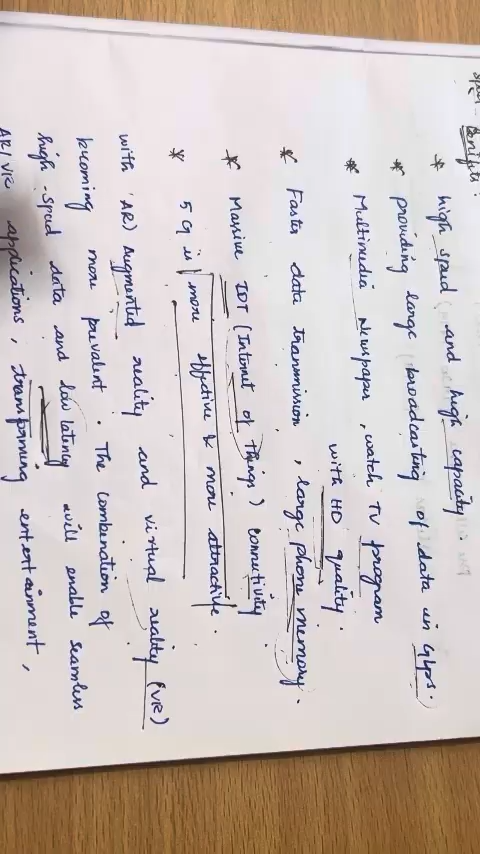 Benifits:
* high speed and high capacity.
* providing large broadcasting of data in Gbps.
* Multimedia Newspaper, watch TV program
with HD quality.
* Faster data transmission, large phone memory.
* Massive IOT (Internet of things) connectivity
* 5G is more effective & more attractive.
with (AR) Augmented reality and virtual reality (VR)
becoming more prevalent. The combination of
high-speed data and low latency will enable seamless
AR/VR applications, transforming entertainment,